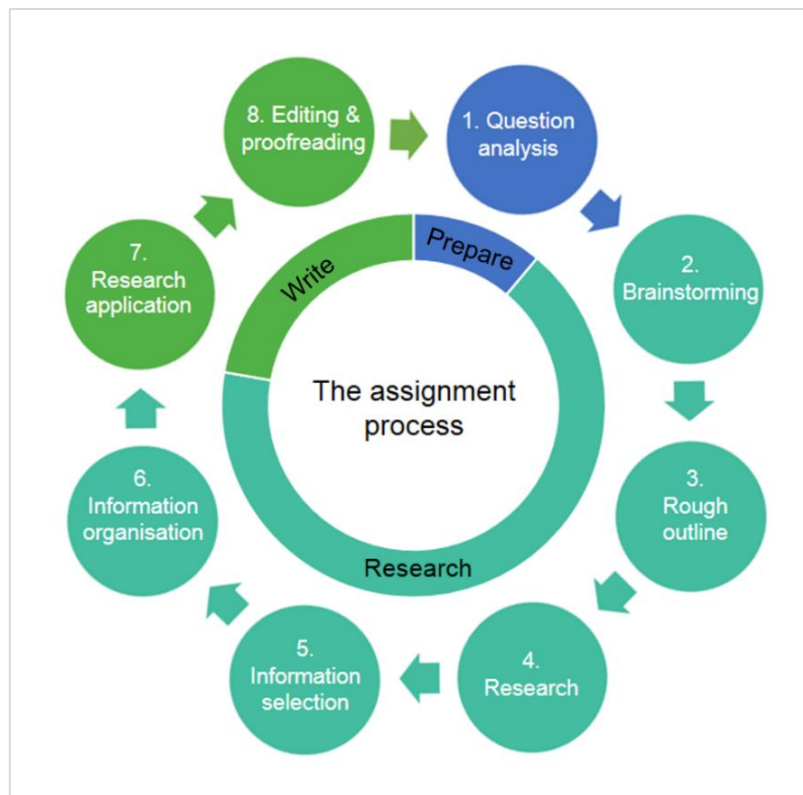 8. Editing &
proofreading
1. Question
analysis
2.
Brainstorming
3.
Rough
outline
4.
Research
5.
Information
selection
6.
Information
organisation
7.
Research
application
Write
Prepare
Research
The assignment
process